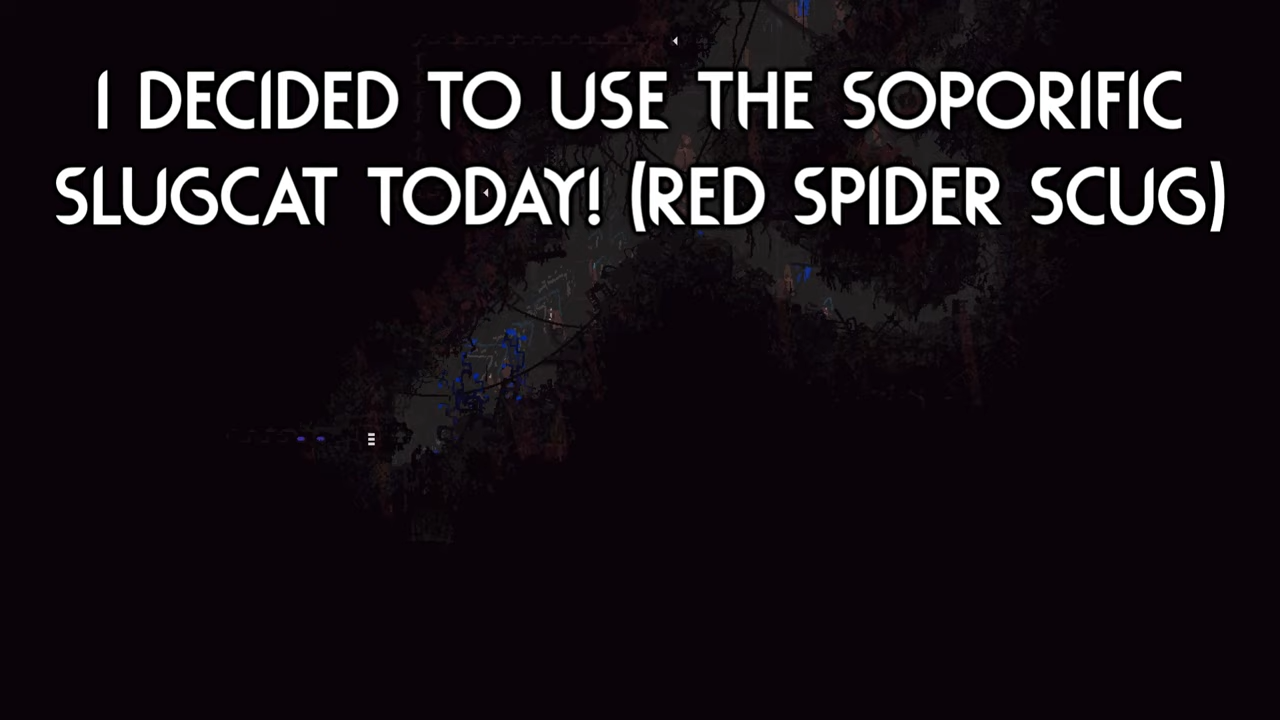 I DECIDED TO USE THE SOPORIFIC
SLUGCAT TODAY! (RED SPIDER SCUG)